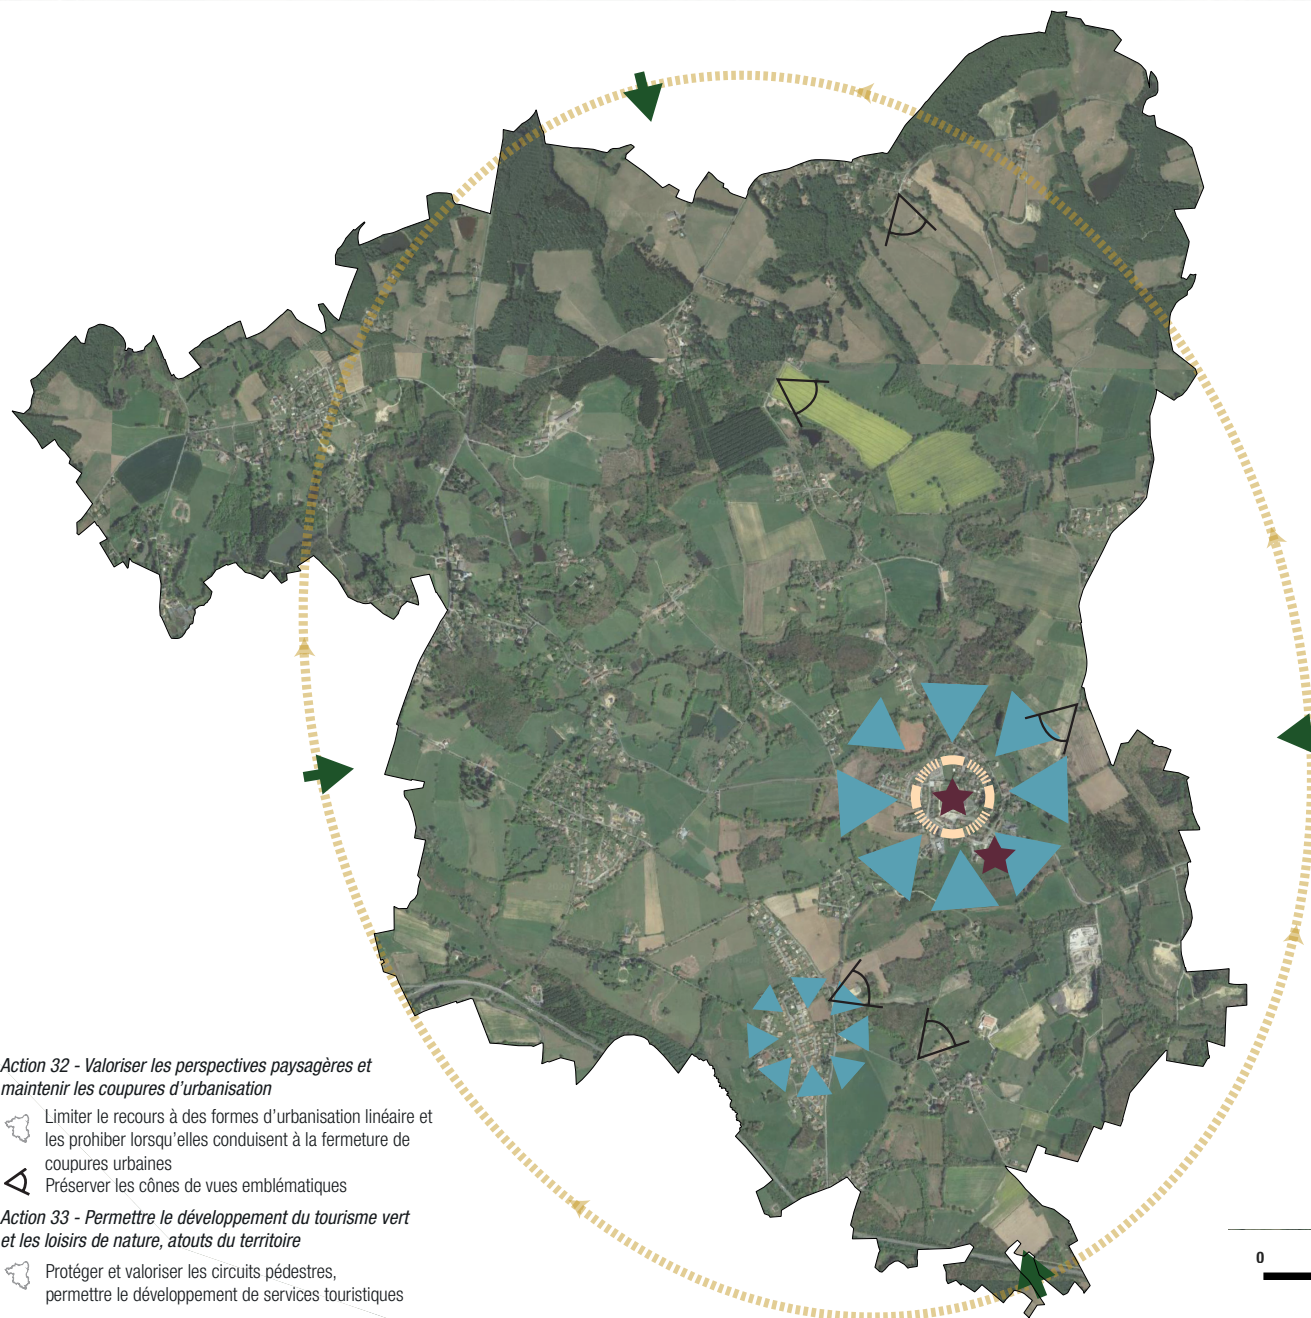 Action 32 - Valoriser les perspectives paysagères et
maintenir les coupures d'urbanisation
Limiter le recours à des formes d'urbanisation linéaire et
les prohiber lorsqu'elles conduisent à la fermeture de
coupures urbaines
Préserver les cônes de vues emblématiques
Action 33 - Permettre le développement du tourisme vert
et les loisirs de nature, atouts du territoire
Protéger et valoriser les circuits pédestres,
permettre le développement de services touristiques
0